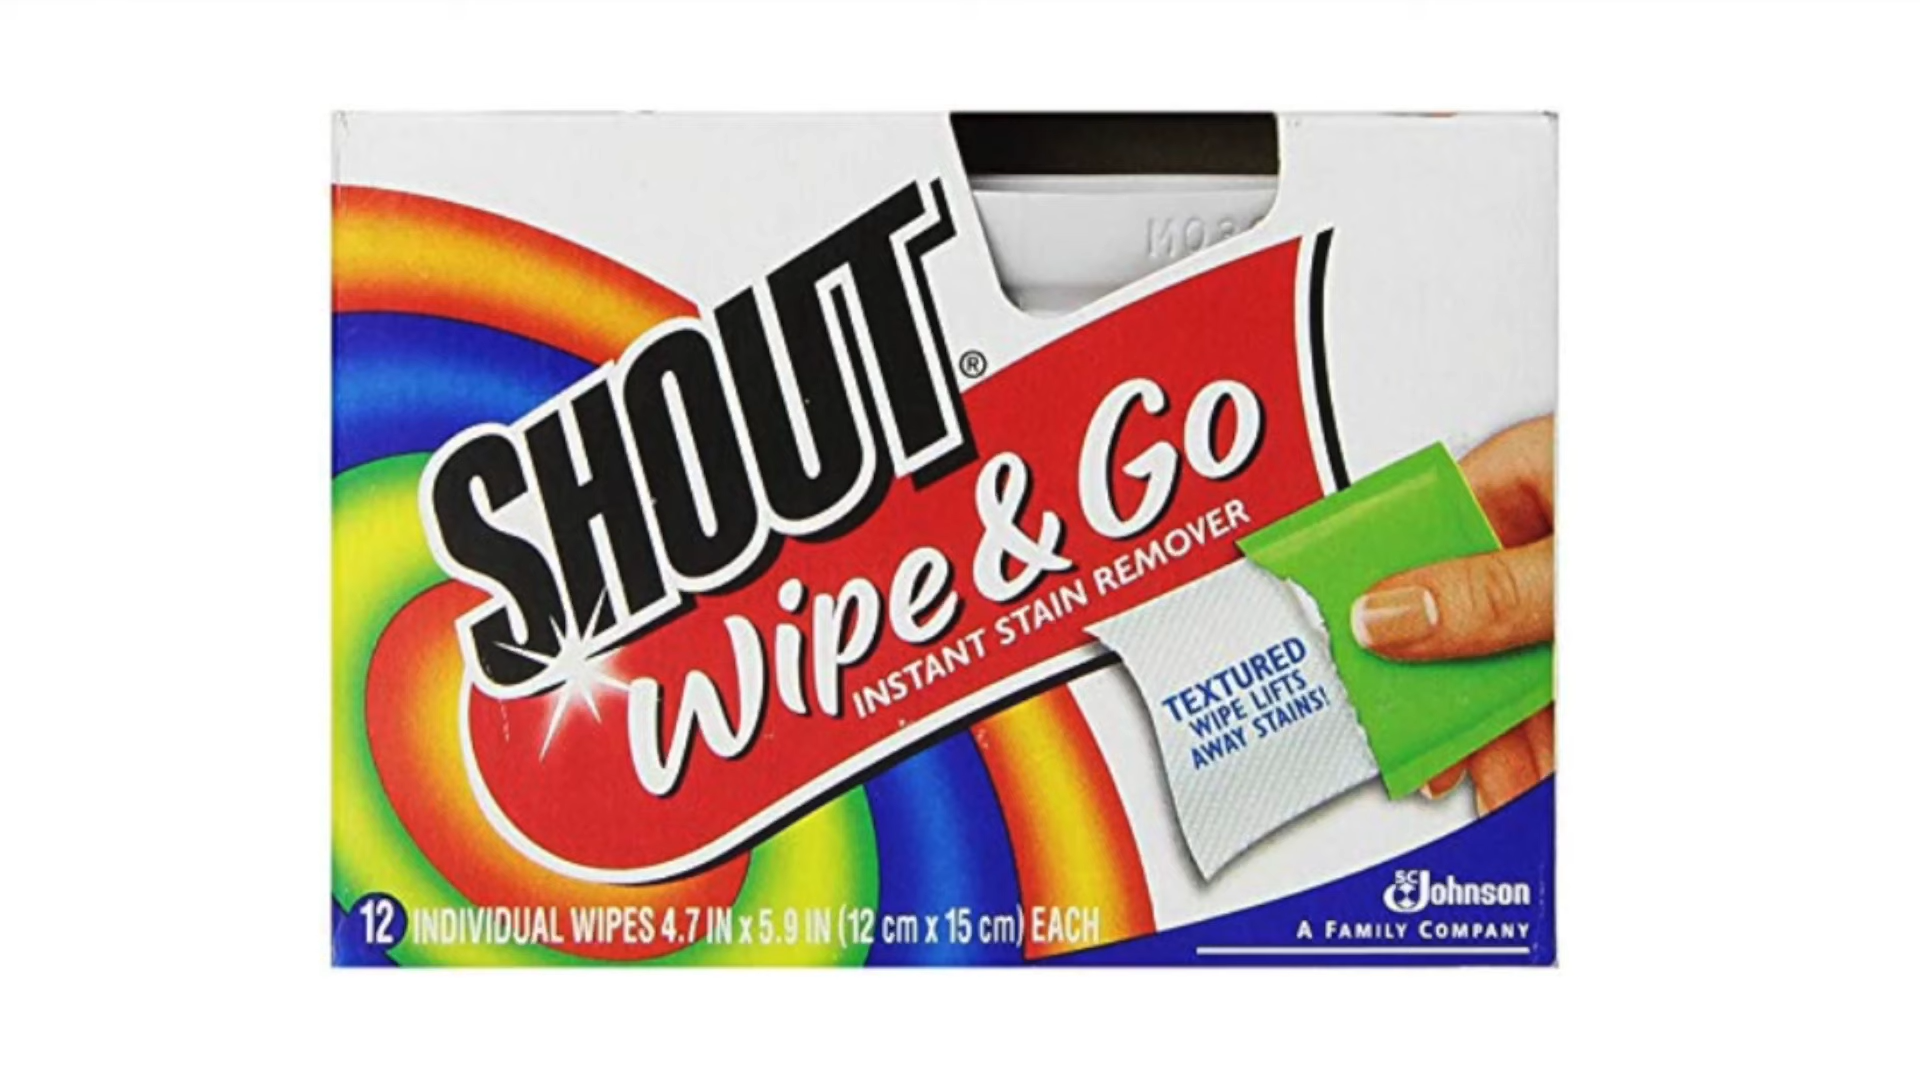 SHOUT®
Wipe & Go
INSTANT STAIN REMOVER
TEXTURED
WIPE LIFTS
AWAY STAINS!
SC Johnson
A FAMILY COMPANY
12 INDIVIDUAL WIPES 4.7 IN x 5.9 IN (12 cm x 15 cm) EACH